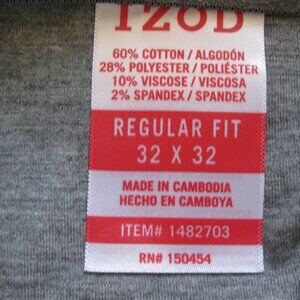 IZOD
60% COTTON / ALGODÓN
28% POLYESTER / POLIÉSTER
10% VISCOSE / VISCOSA
2% SPANDEX / SPANDEX
REGULAR FIT
32 X 32
MADE IN CAMBODIA
HECHO EN CAMBOYA
ITEM# 1482703
RN# 150454